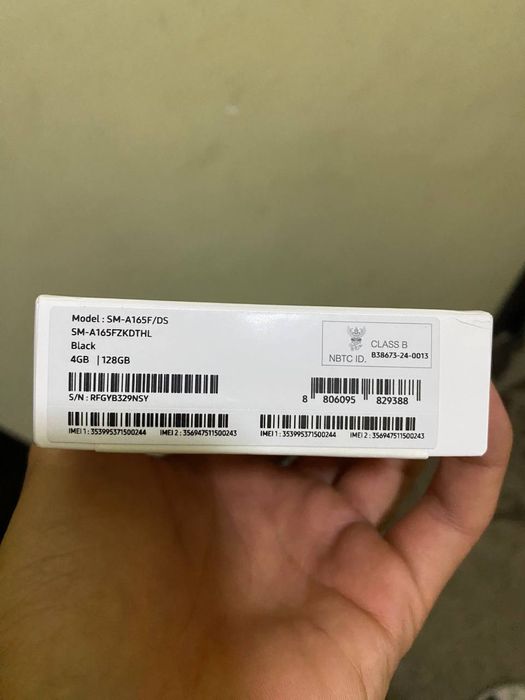 Model : SM-A165F/DS
SM-A165FZKDTHL
Black
4GB | 128GB
S/N : RFGYB329NSY
CLASS B
NBTC ID. B38673-24-0013
8 806095 829388
IMEI 1 : 353995371500244 IMEI 2 : 356947511500243 IMEI 1 : 353995371500244 IMEI 2 : 356947511500243